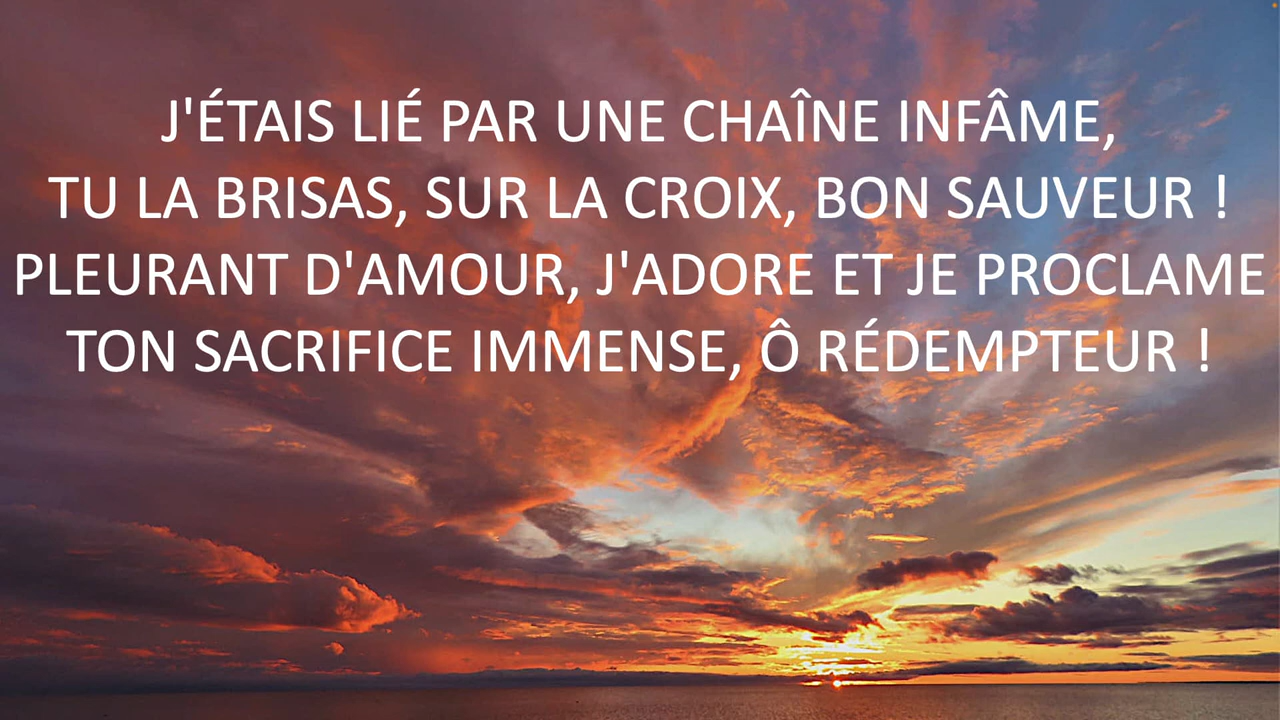 J'ÉTAIS LIÉ PAR UNE CHAÎNE INFÂME,
TU LA BRISAS, SUR LA CROIX, BON SAUVEUR !
PLEURANT D'AMOUR, J'ADORE ET JE PROCLAME
TON SACRIFICE IMMENSE, Ô RÉDEMPTEUR !